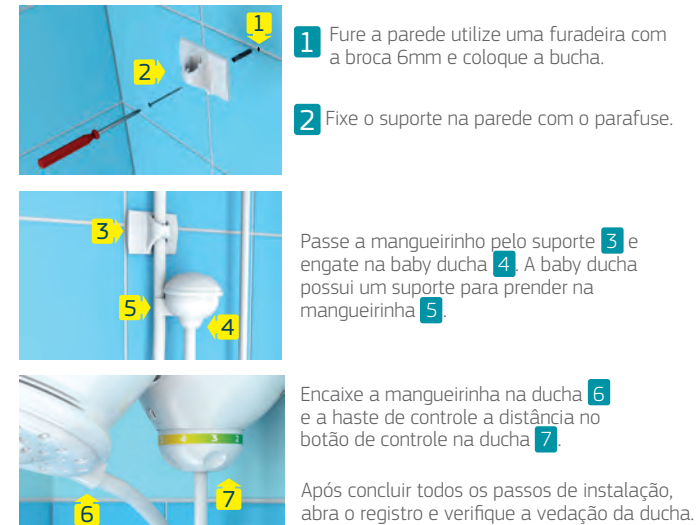 1
2
1 Fure a parede utilize uma furadeira com
a broca 6mm e coloque a bucha.
2 Fixe o suporte na parede com o parafuse.
3
5
4
Passe a mangueirinho pelo suporte 3 e
engate na baby ducha 4. A baby ducha
possui um suporte para prender na
mangueirinha 5.
4 3 2
6
7
Encaixe a mangueirinha na ducha 6
e a haste de controle a distância no
botão de controle na ducha 7.
Após concluir todos os passos de instalação,
abra o registro e verifique a vedação da ducha.